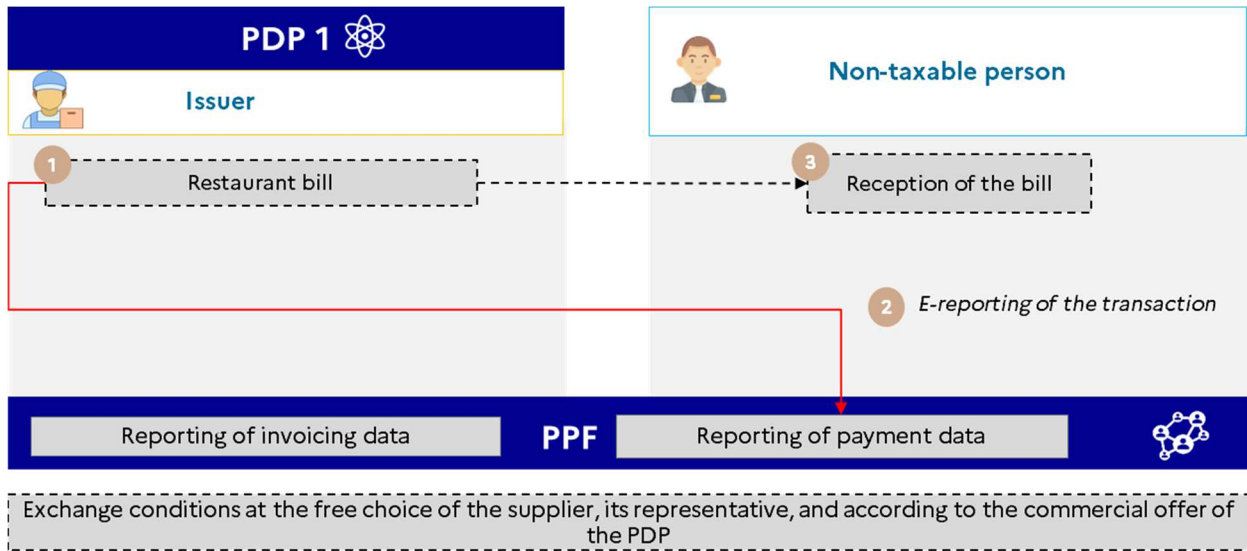 PDP 1
Issuer
Non-taxable person
1
Restaurant bill
3
Reception of the bill
2
E-reporting of the transaction
Reporting of invoicing data
PPF
Reporting of payment data
Exchange conditions at the free choice of the supplier, its representative, and according to the commercial offer of
the PDP